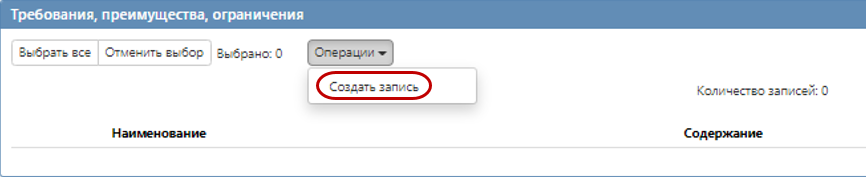 Требования, преимущества, ограничения
Выбрать все Отменить выбор Выбрано: 0 Операции
Создать запись
Количество записей: 0
Наименование Содержание